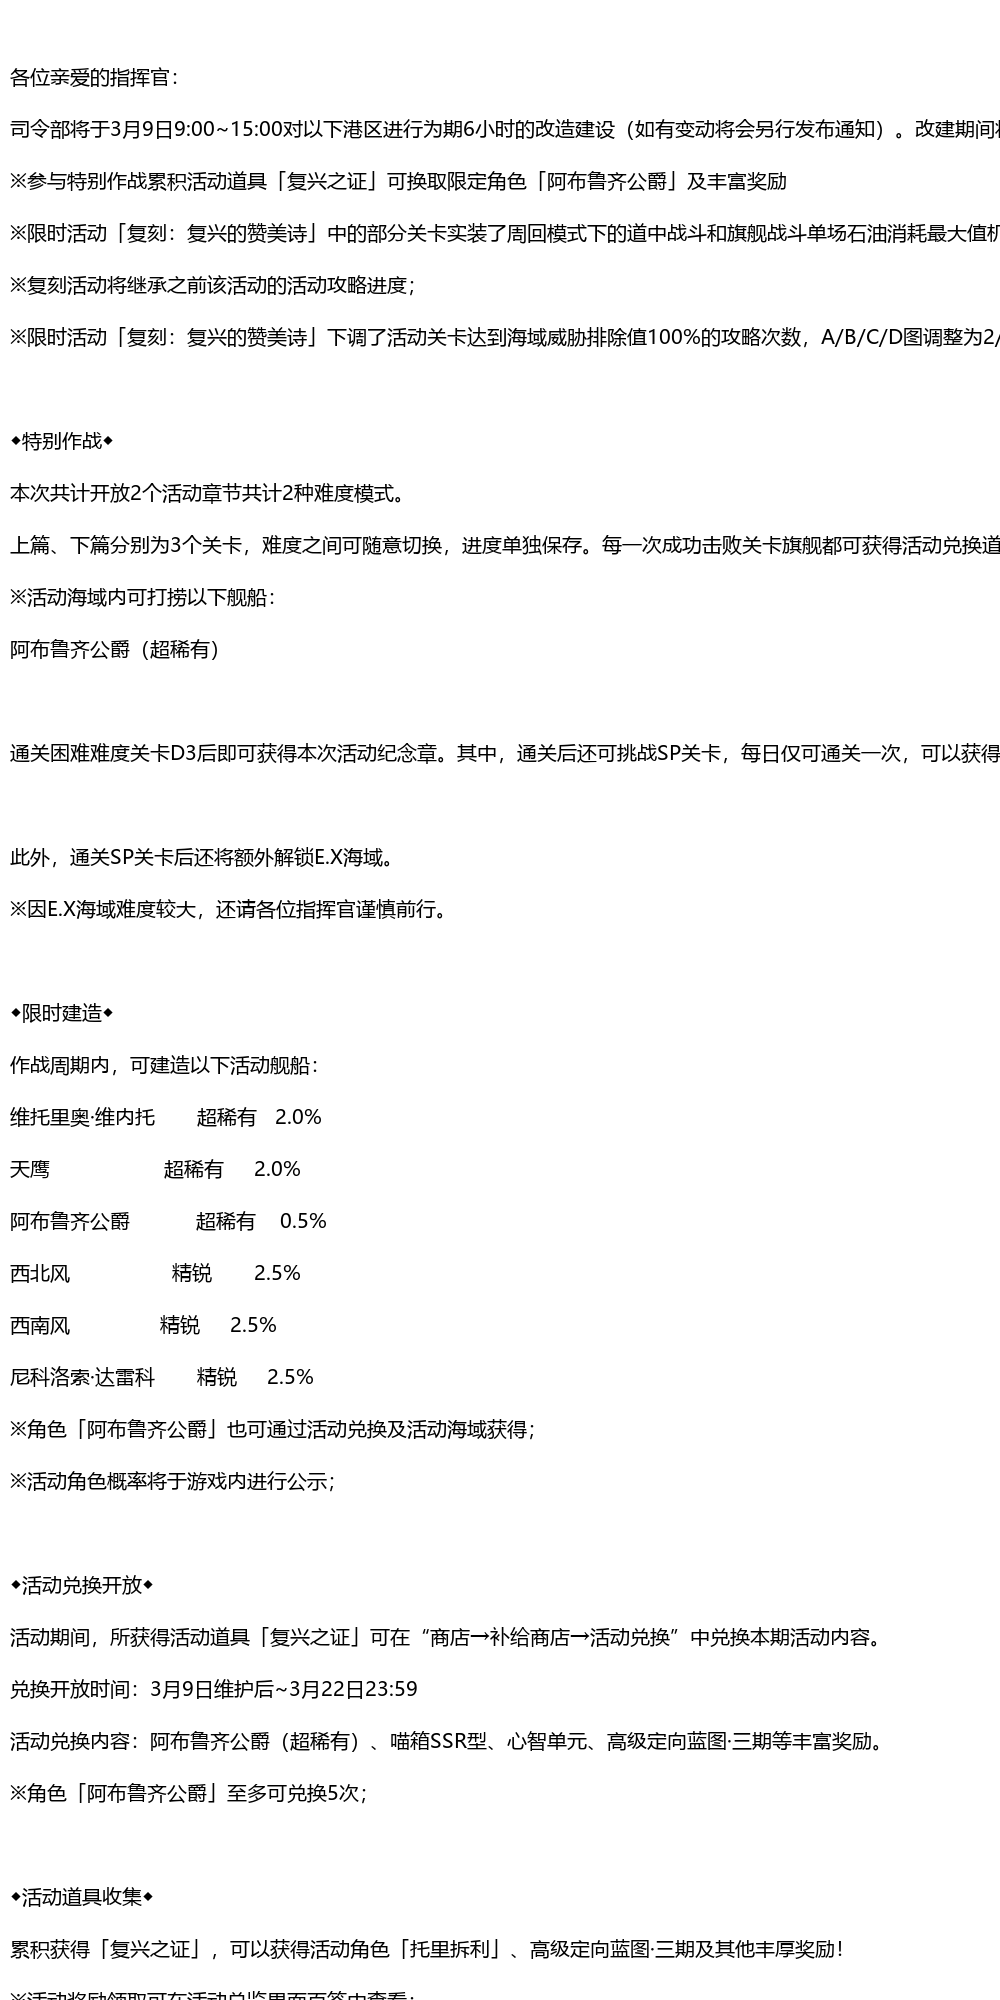 各位亲爱的指挥官：
司令部将于3月9日9:00~15:00对以下港区进行为期6小时的改造建设（如有变动将会另行发布通知）。改建期间
※参与特别作战累积活动道具「复兴之证」可换取限定角色「阿布鲁齐公爵」及丰富奖励
※限时活动「复刻：复兴的赞美诗」中的部分关卡实装了周回模式下的道中战斗和旗舰战斗单场石油消耗最大值
※复刻活动将继承之前该活动的活动攻略进度；
※限时活动「复刻：复兴的赞美诗」下调了活动关卡达到海域威胁排除值100%的攻略次数，A/B/C/D图调整为2/
◆特别作战◆
本次共计开放2个活动章节共计2种难度模式。
上篇、下篇分别为3个关卡，难度之间可随意切换，进度单独保存。每一次成功击败关卡旗舰都可获得活动兑换道
※活动海域内可打捞以下舰船：
阿布鲁齐公爵（超稀有）
通关困难难度关卡D3后即可获得本次活动纪念章。其中，通关后还可挑战SP关卡，每日仅可通关一次，可以获得
此外，通关SP关卡后还将额外解锁E.X海域。
※因E.X海域难度较大，还请各位指挥官谨慎前行。
◆限时建造◆
作战周期内，可建造以下活动舰船：
维托里奥·维内托 超稀有 2.0%
天鹰 超稀有 2.0%
阿布鲁齐公爵 超稀有 0.5%
西北风 精锐 2.5%
西南风 精锐 2.5%
尼科洛索·达雷科 精锐 2.5%
※角色「阿布鲁齐公爵」也可通过活动兑换及活动海域获得；
※活动角色概率将于游戏内进行公示；
◆活动兑换开放◆
活动期间，所获得活动道具「复兴之证」可在“商店→补给商店→活动兑换”中兑换本期活动内容。
兑换开放时间：3月9日维护后~3月22日23:59
活动兑换内容：阿布鲁齐公爵（超稀有）、喵箱SSR型、心智单元、高级定向蓝图·三期等丰富奖励。
※角色「阿布鲁齐公爵」至多可兑换5次；
◆活动道具收集◆
累积获得「复兴之证」，可以获得活动角色「托里拆利」、高级定向蓝图·三期及其他丰厚奖励！